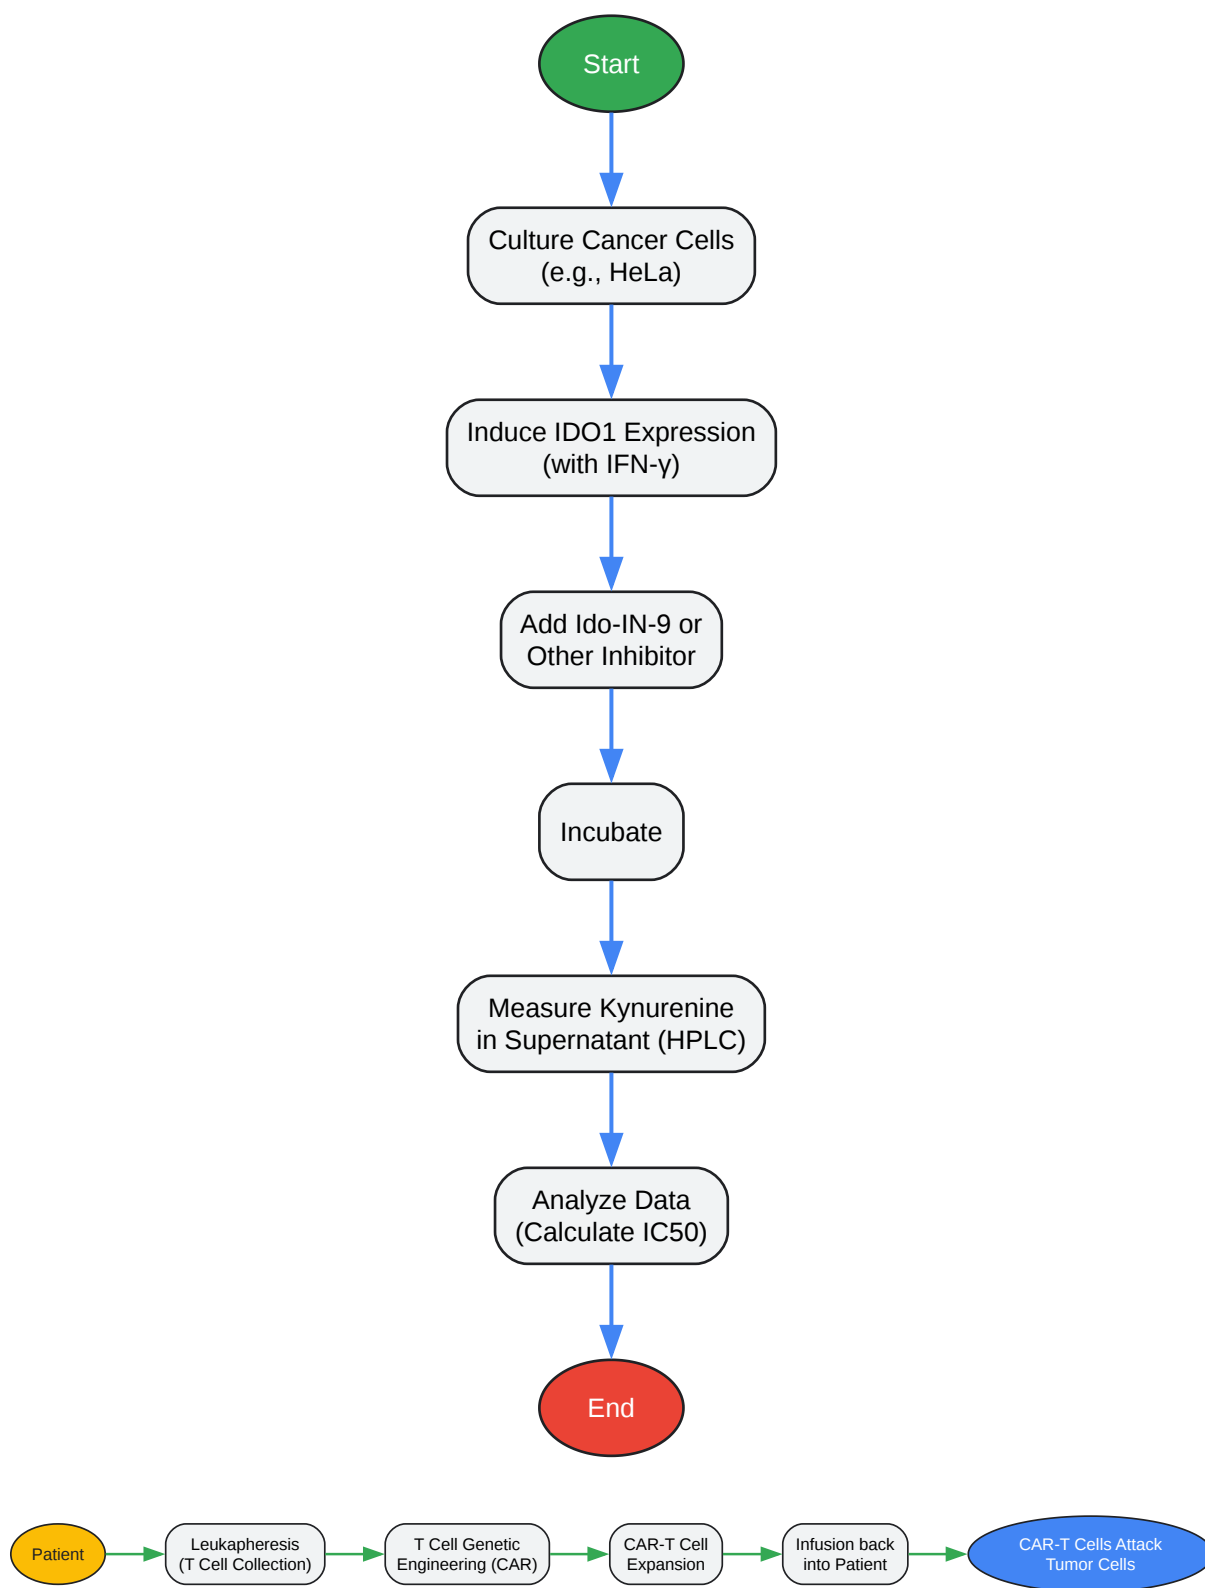 Start
Culture Cancer Cells
(e.g., HeLa)
Induce IDO1 Expression
(with IFN-γ)
Add Ido-IN-9 or
Other Inhibitor
Incubate
Measure Kynurenine
in Supernatant (HPLC)
Analyze Data
(Calculate IC50)
End
Patient
Leukapheresis
(T Cell Collection)
T Cell Genetic
Engineering (CAR)
CAR-T Cell
Expansion
Infusion back
into Patient
CAR-T Cells Attack
Tumor Cells